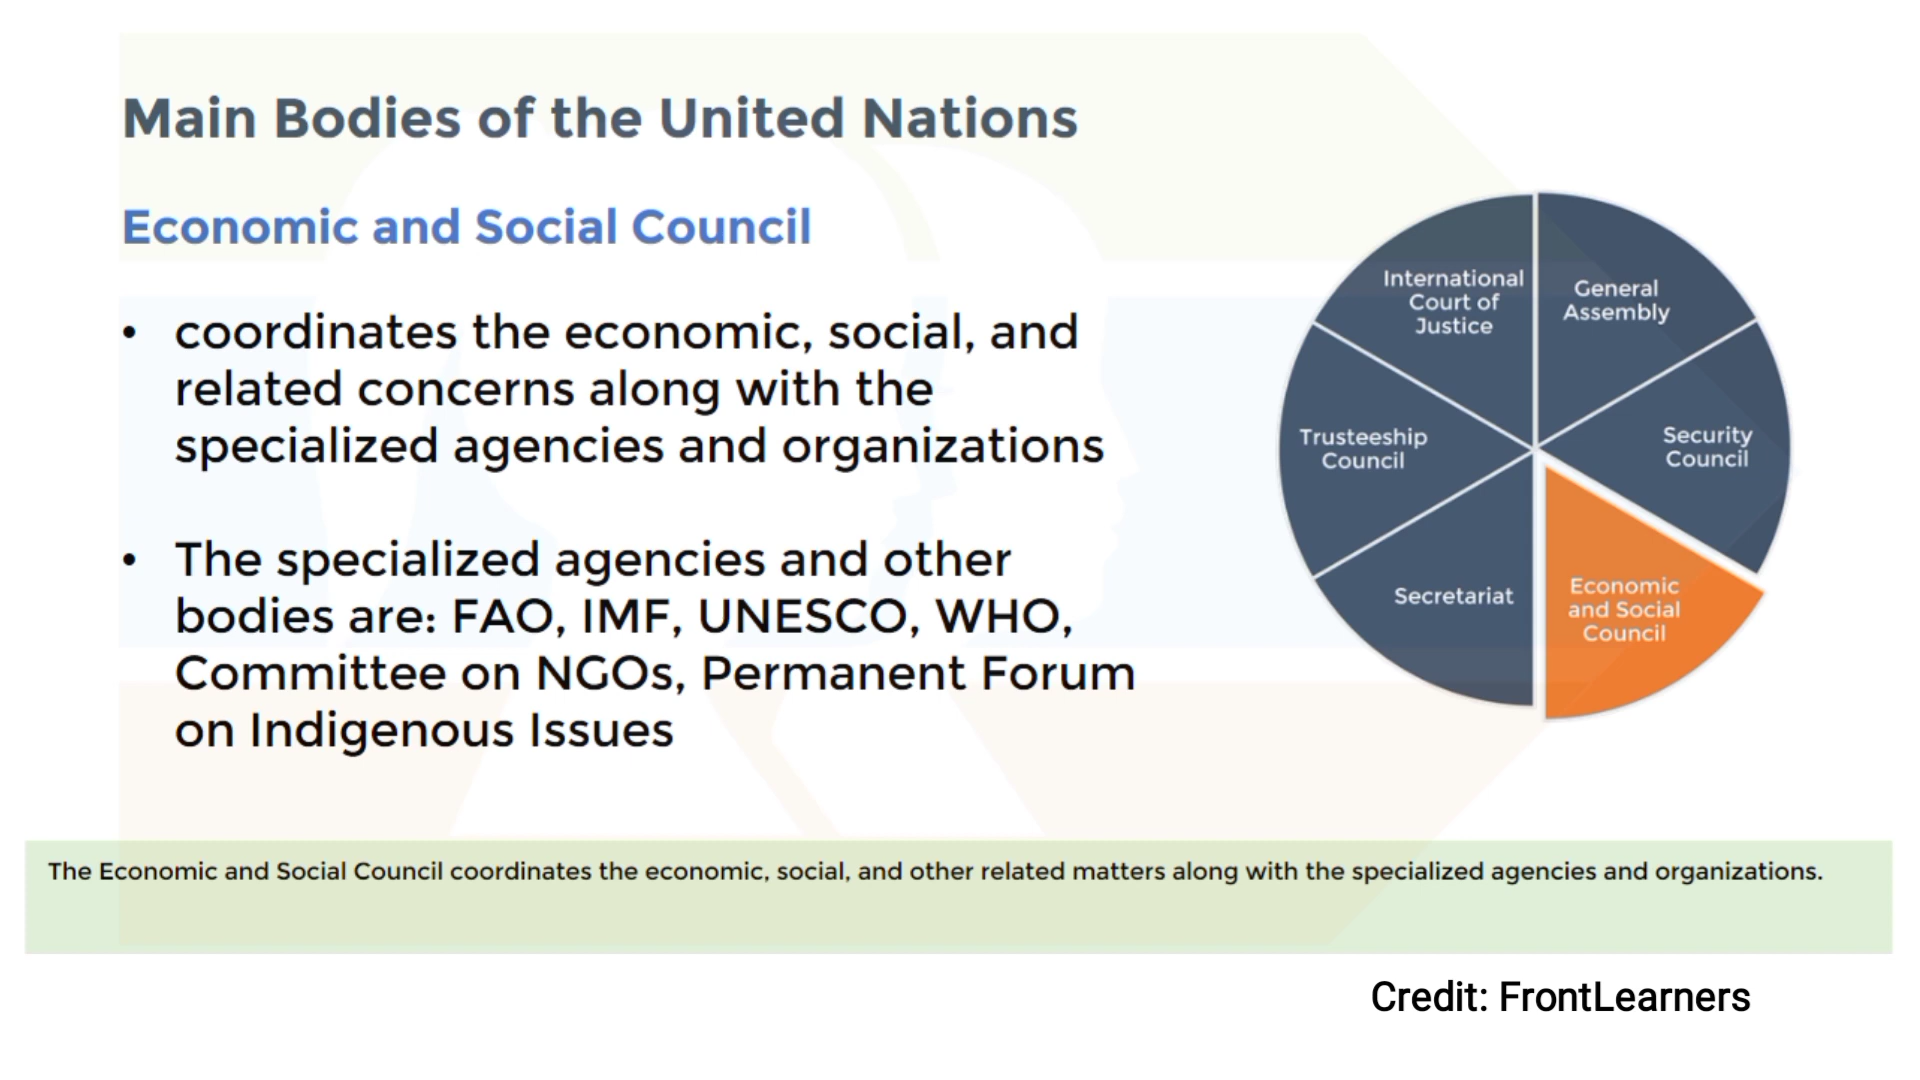 Main Bodies of the United Nations
Economic and Social Council
• coordinates the economic, social, and
related concerns along with the
specialized agencies and organizations
• The specialized agencies and other
bodies are: FAO, IMF, UNESCO, WHO,
Committee on NGOs, Permanent Forum
on Indigenous Issues
International
Court of
Justice
General
Assembly
Trusteeship
Council
Security
Council
Secretariat
Economic
and Social
Council
The Economic and Social Council coordinates the economic, social, and other related matters along with the specialized agencies and organizations.
Credit: FrontLearners